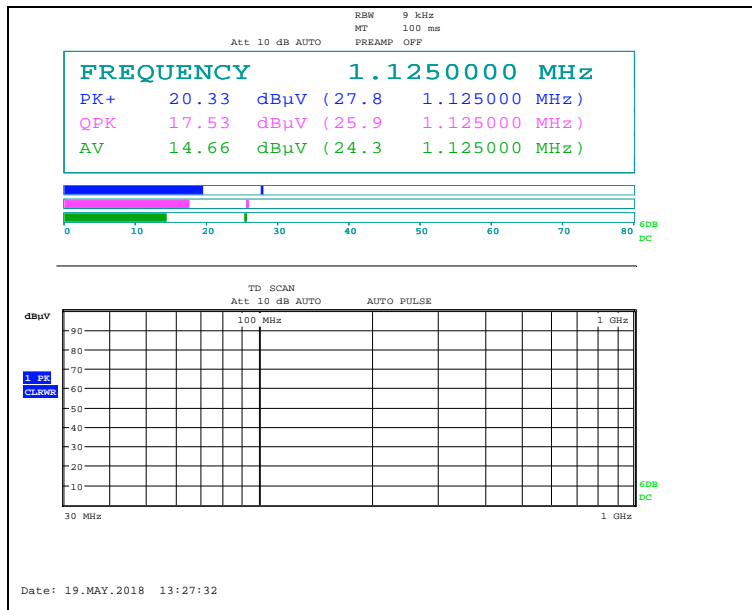 RBW 9 kHz
MT 100 ms
Att 10 dB AUTO PREAMP OFF
FREQUENCY 1.1250000 MHz
PK+ 20.33 dBµV (27.8 1.125000 MHz)
QPK 17.53 dBµV (25.9 1.125000 MHz)
AV 14.66 dBµV (24.3 1.125000 MHz)
0 10 20 30 40 50 60 70 80
6DB
DC
TD SCAN
Att 10 dB AUTO AUTO PULSE
dBµV
100 MHz 1 GHz
90
80
70
1 PK
60
CLRWR
50
40
30
20
10
6DB
DC
30 MHz 1 GHz
Date: 19.MAY.2018 13:27:32